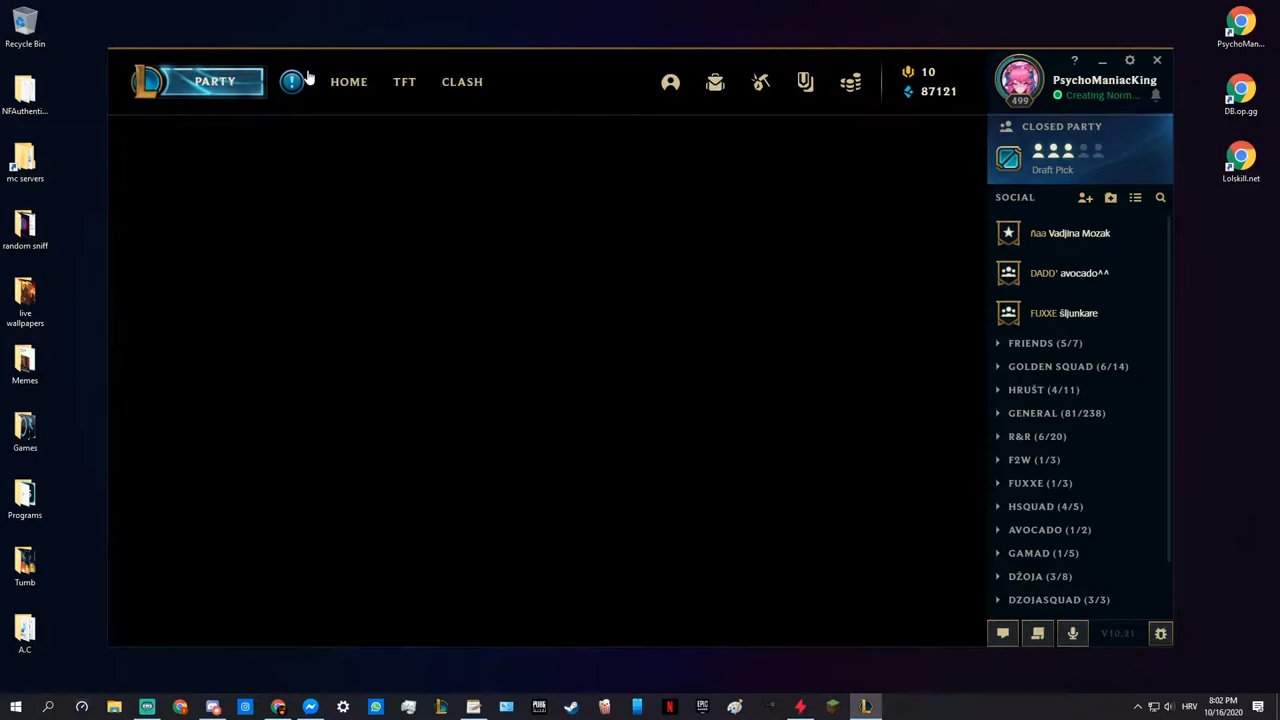 Recycle Bin
NFAuthenti...
mc servers
random sniff
live
wallpapers
Memes
Games
Programs
Tumb
A.C
PARTY
HOME
TFT
CLASH
10
87121
?
499
PsychoManiacKing
Creating Norm...
CLOSED PARTY
Draft Pick
SOCIAL
ñaa Vadjina Mozak
DADD' avocado^^
FUXXE šljunkare
FRIENDS (5/7)
GOLDEN SQUAD (6/14)
HRUŠT (4/11)
GENERAL (81/238)
R&R (6/20)
F2W (1/3)
FUXXE (1/3)
HSQUAD (4/5)
AVOCADO (1/2)
GAMAD (1/5)
DŽOJA (3/8)
DZOJASQUAD (3/3)
V10.21
PsychoMan...
DB.op.gg
Lolskill.net
HRV
8:02 PM
10/16/2020